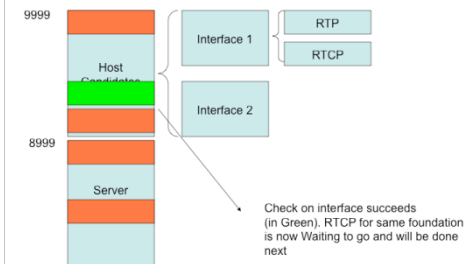 9999
Host
Candidates
Interface 1
RTP
RTCP
Interface 2
8999
Server
Check on interface succeeds
(in Green). RTCP for same foundation
is now Waiting to go and will be done
next